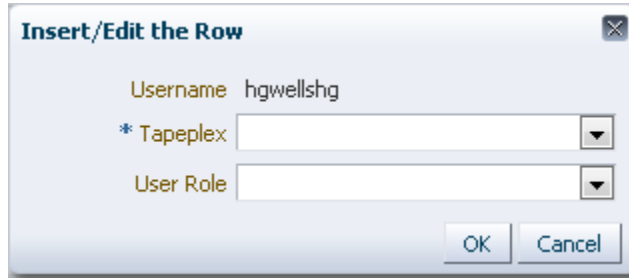 Insert/Edit the Row
Username hgwellshg
* Tapeplex
User Role
OK Cancel